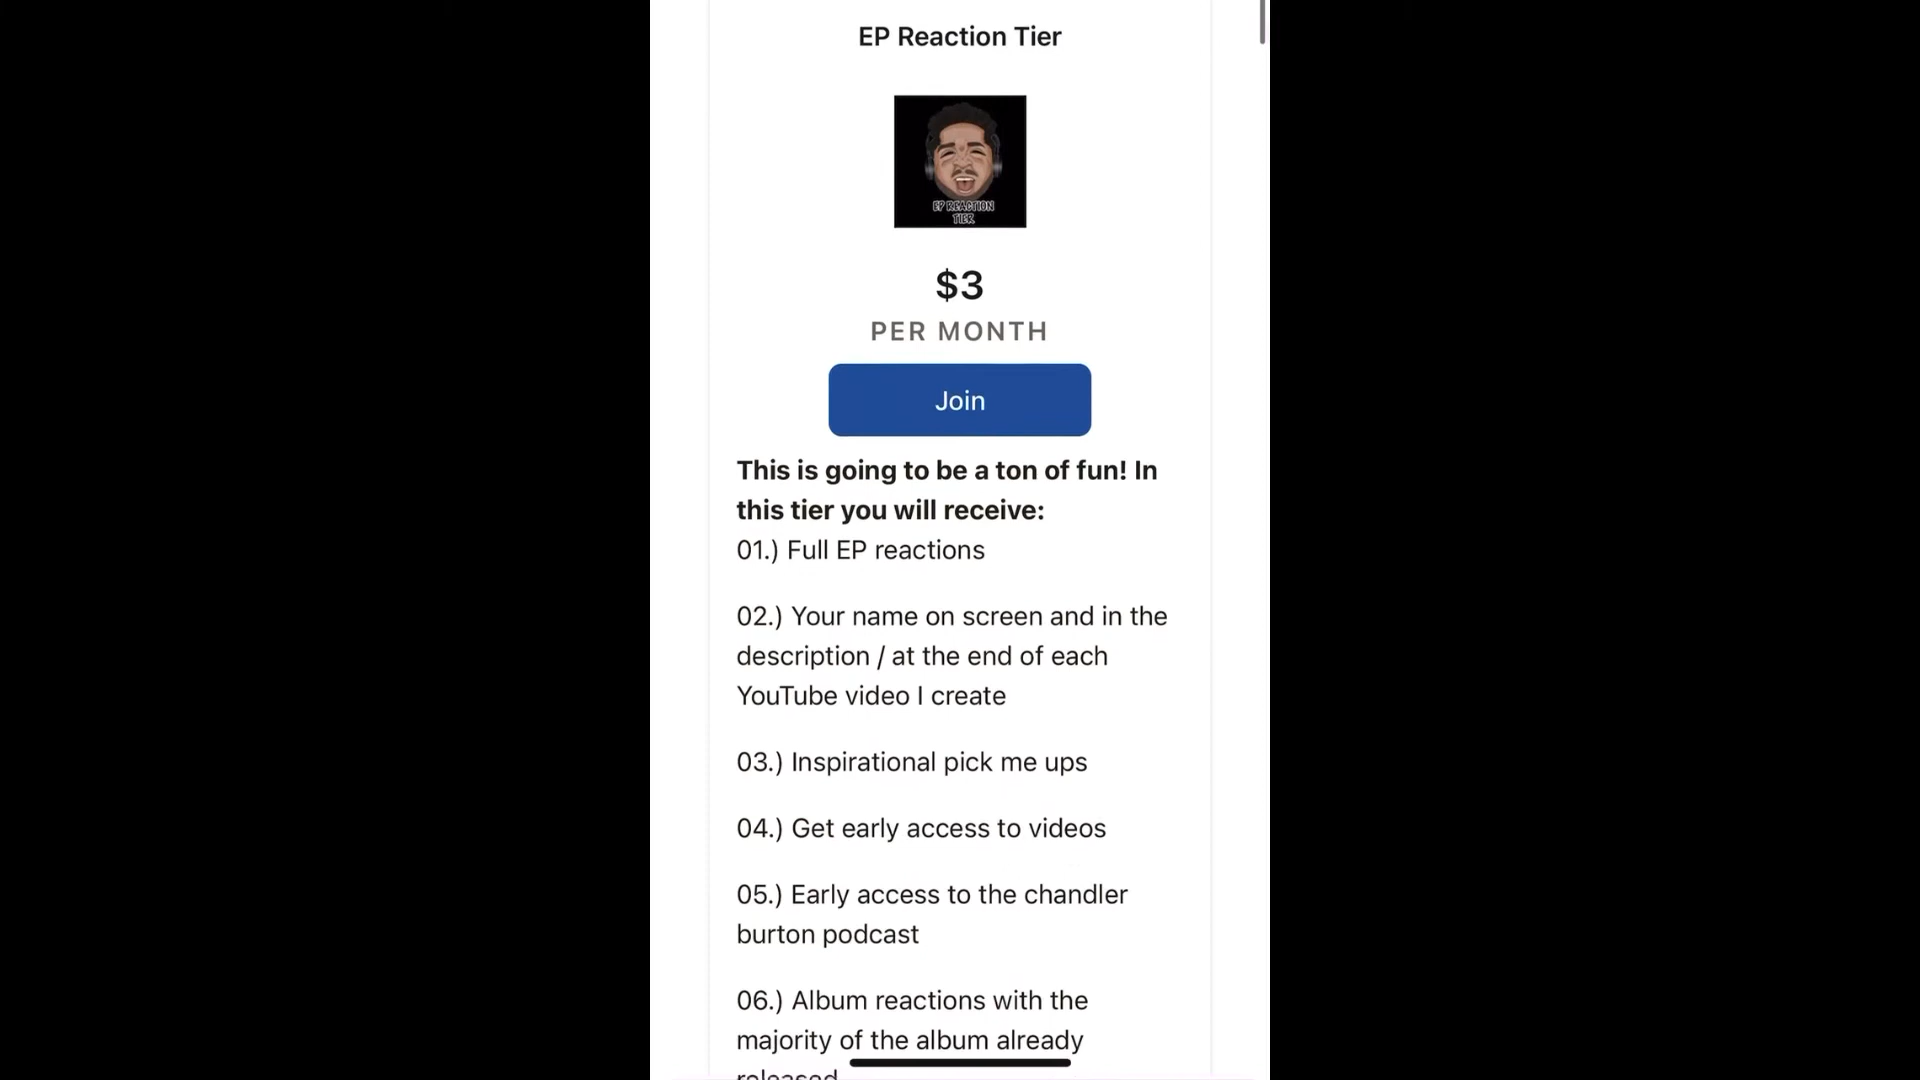 EP Reaction Tier
EP REACTION
TIER
$3
PER MONTH
Join
This is going to be a ton of fun! In
this tier you will receive:
01.) Full EP reactions
02.) Your name on screen and in the
description / at the end of each
YouTube video I create
03.) Inspirational pick me ups
04.) Get early access to videos
05.) Early access to the chandler
burton podcast
06.) Album reactions with the
majority of the album already
released